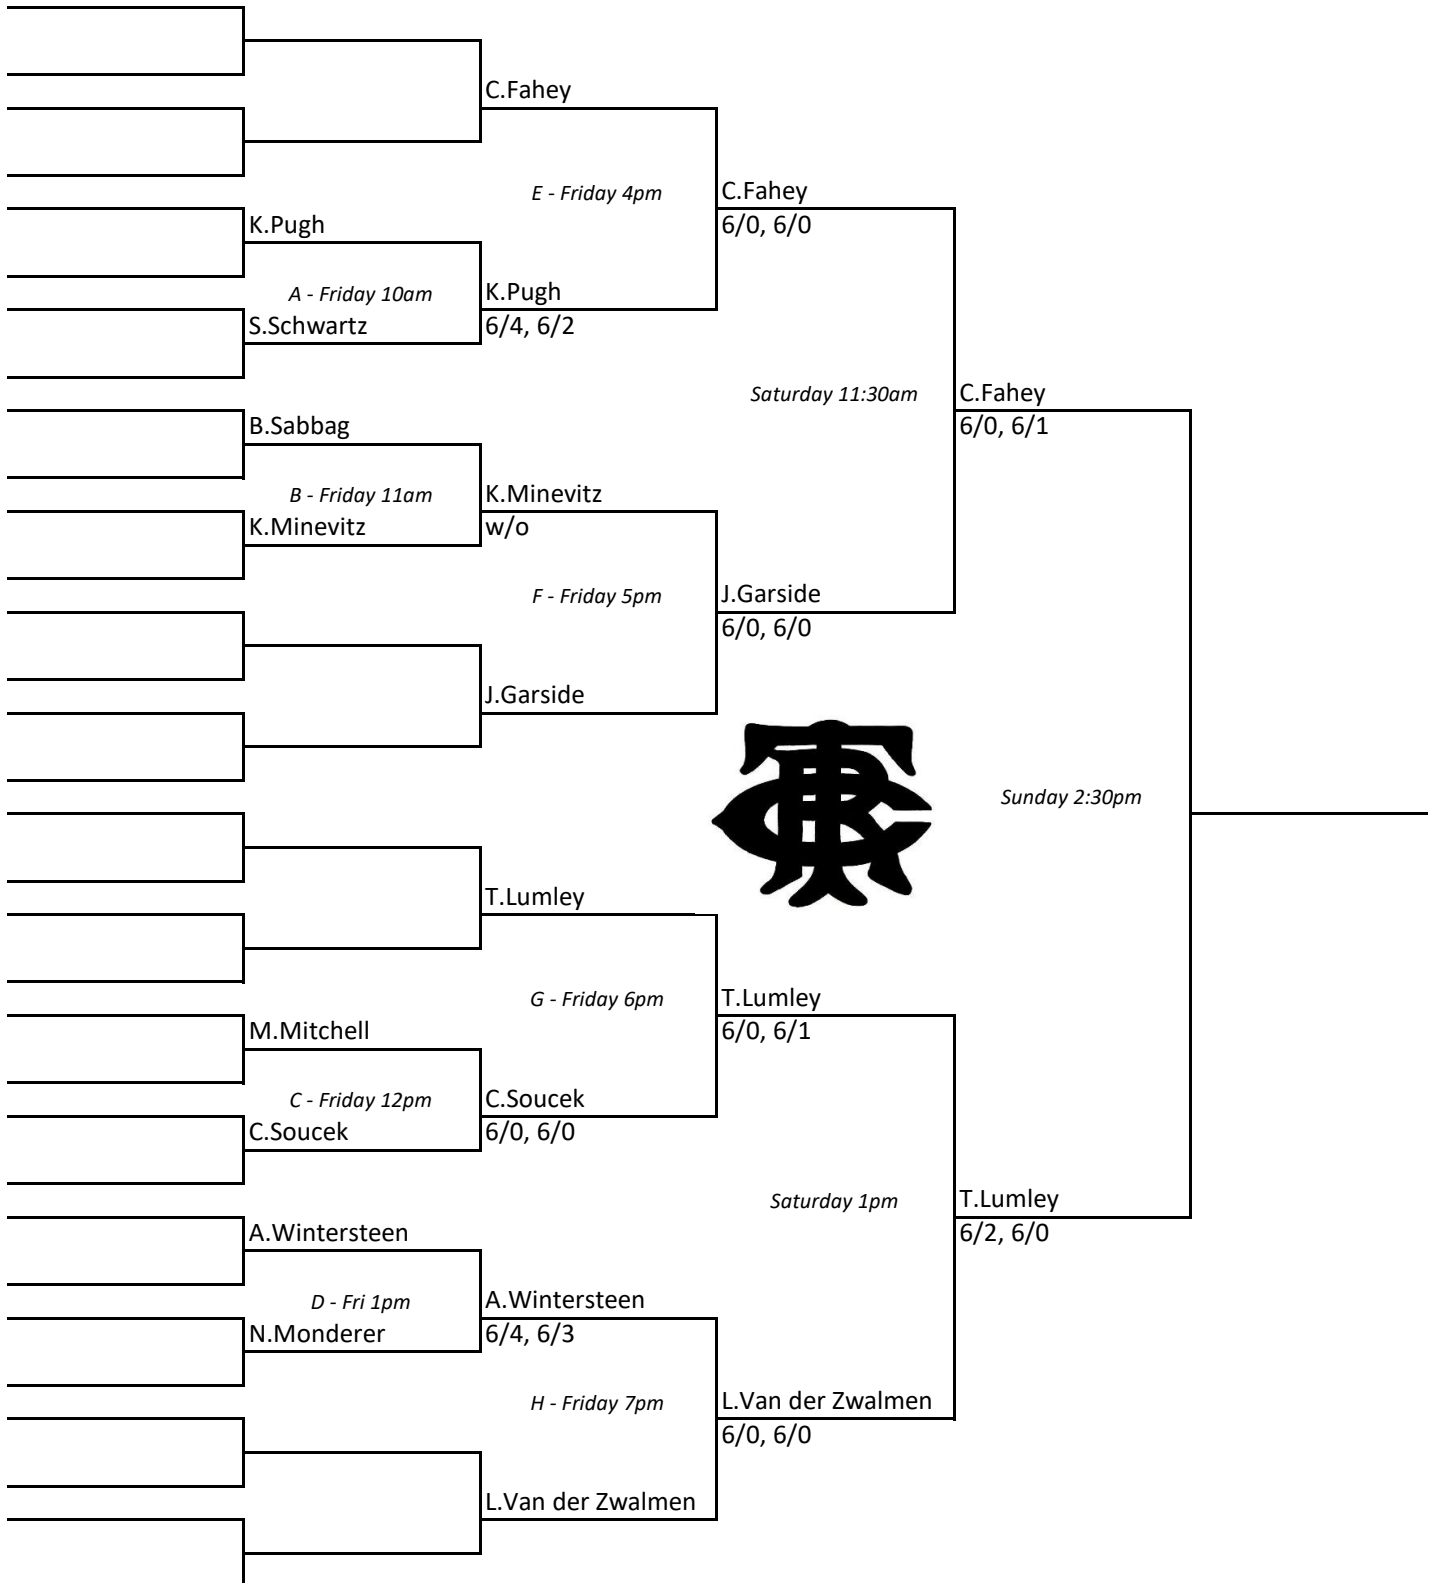 C.Fahey
E - Friday 4pm
C.Fahey
6/0, 6/0
K.Pugh
A - Friday 10am
K.Pugh
S.Schwartz
6/4, 6/2
Saturday 11:30am
C.Fahey
6/0, 6/1
B.Sabbag
B - Friday 11am
K.Minevitz
K.Minevitz
w/o
F - Friday 5pm
J.Garside
6/0, 6/0
J.Garside
Sunday 2:30pm
T.Lumley
G - Friday 6pm
T.Lumley
6/0, 6/1
M.Mitchell
C - Friday 12pm
C.Soucek
C.Soucek
6/0, 6/0
Saturday 1pm
T.Lumley
6/2, 6/0
A.Wintersteen
D - Fri 1pm
A.Wintersteen
N.Monderer
6/4, 6/3
H - Friday 7pm
L.Van der Zwalmen
6/0, 6/0
L.Van der Zwalmen